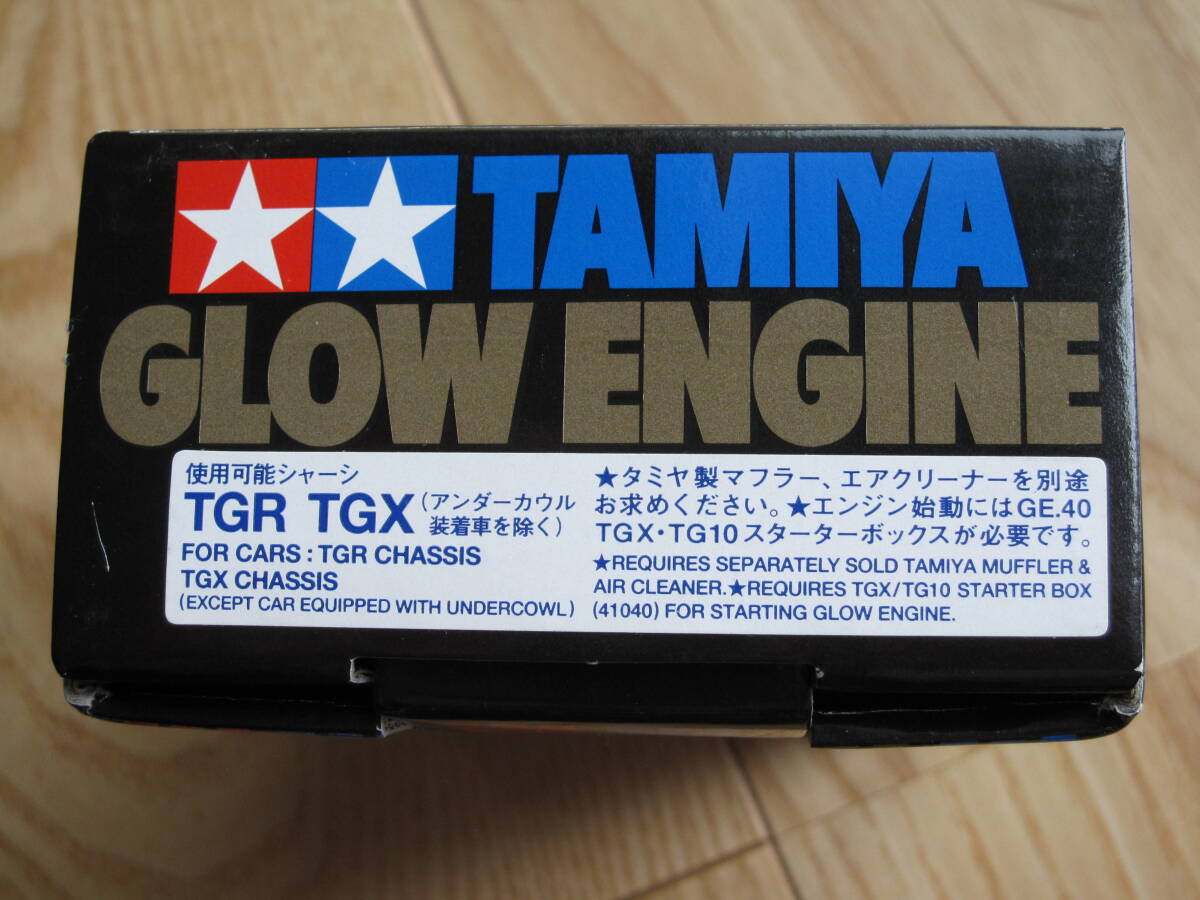 TAMIYA
GLOW ENGINE
使用可能シャーシ
TGR TGX (アンダーカウル
装着車を除く)
FOR CARS : TGR CHASSIS
TGX CHASSIS
(EXCEPT CAR EQUIPPED WITH UNDERCOWL)
★タミヤ製マフラー、エアクリーナーを別途
お求めください。★エンジン始動にはGE.40
TGX・TG10スターターボックスが必要です。
★REQUIRES SEPARATELY SOLD TAMIYA MUFFLER &
AIR CLEANER.★REQUIRES TGX/TG10 STARTER BOX
(41040) FOR STARTING GLOW ENGINE.